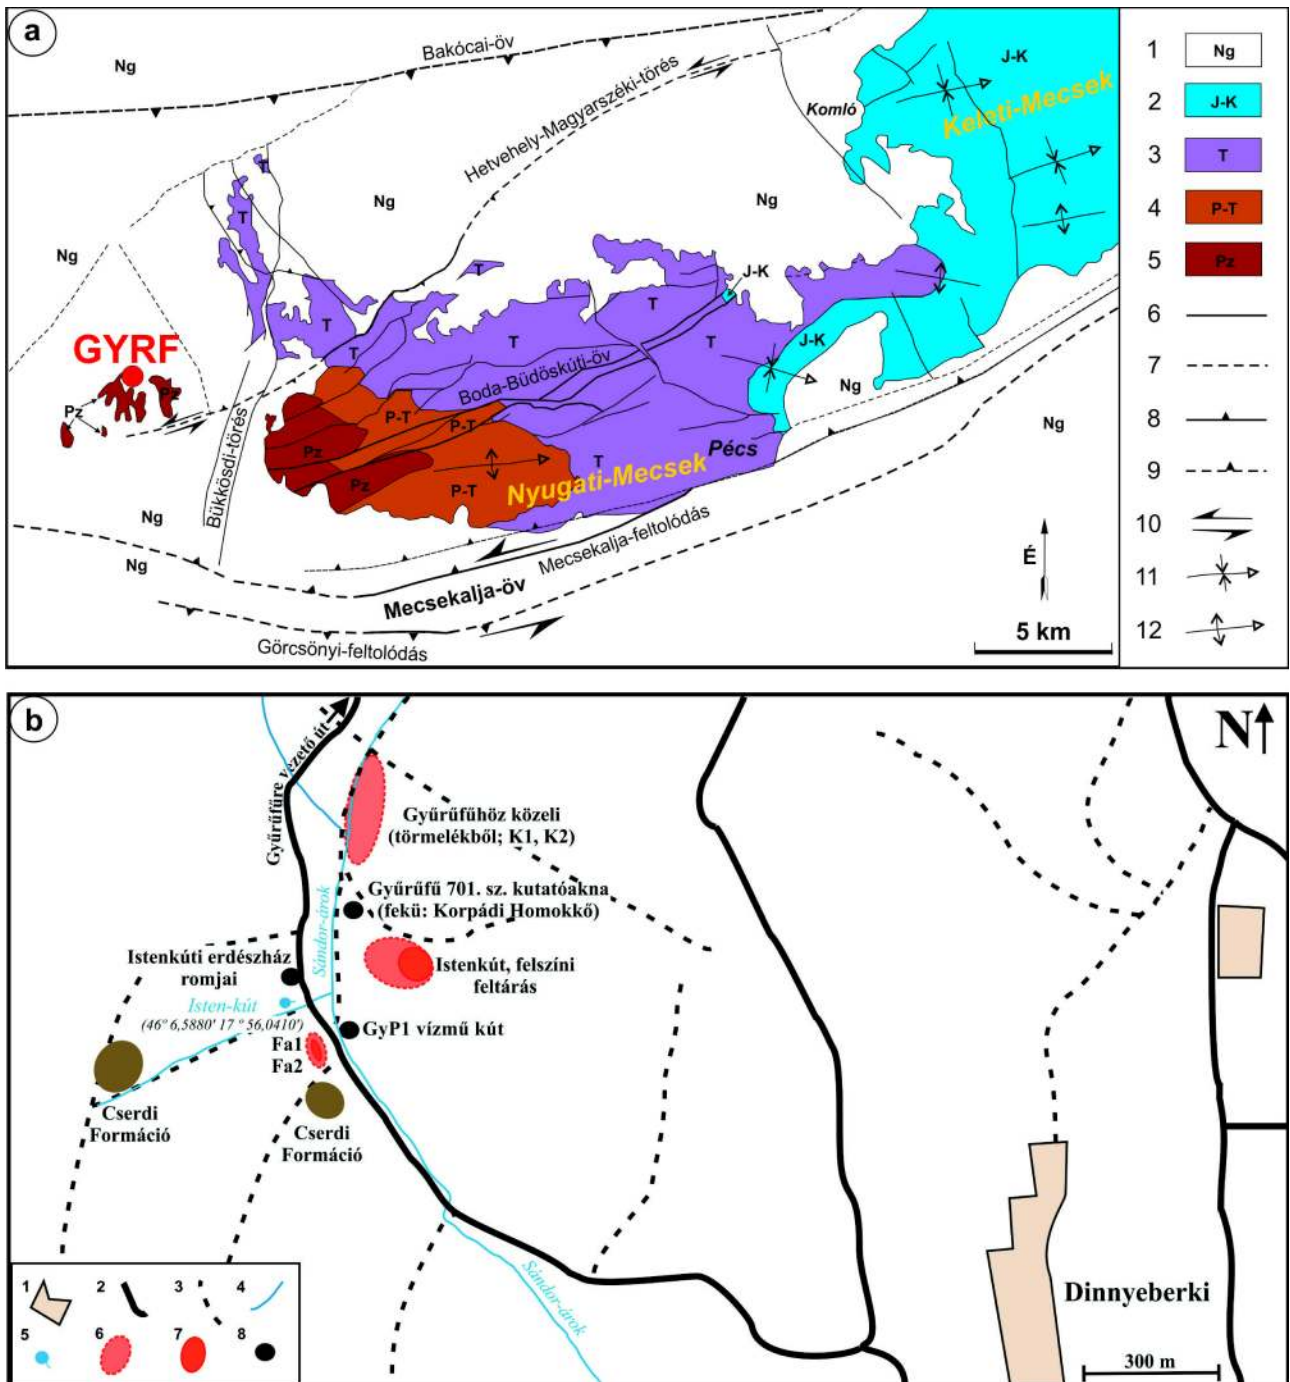 a
Bakócai-öv
Ng
Hetvehely-Magyarszéki-törés
Komló
J-K
Keleti-Mecsek
T
T
Ng
Ng
Ng
T
J-K
T
T
T
T
T
J-K
GYRF
Pz
Pz
Boda-Büdöskúti-öv
P-T
P-T
Ng
Bükkösdi-törés
Pz
Pz
P-T
T
Pécs
Nyugati-Mecsek
Ng
Ng
Ng
Mecsekalja-feltolódás
Mecsekalja-öv
Görcsönyi-feltolódás
É
5 km
1 Ng
2 J-K
3 T
4 P-T
5 Pz
6
7
8
9
10
11
12
b
Gyűrűfűre vezető út
N
Gyűrűfűhöz közeli
(törmelékből; K1, K2)
Gyűrűfű 701. sz. kutatóakna
(fekü: Korpádi Homokkő)
Sándor-árok
Istenkúti erdészház
romjai
Istenkút, felszíni
feltárás
Isten-kút
(46° 6,5880' 17 ° 56,0410')
GyP1 vízmű kút
Fa1
Fa2
Cserdi
Formáció
Cserdi
Formáció
Sándor-árok
Dinnyeberki
300 m
1 2 3 4
5 6 7 8